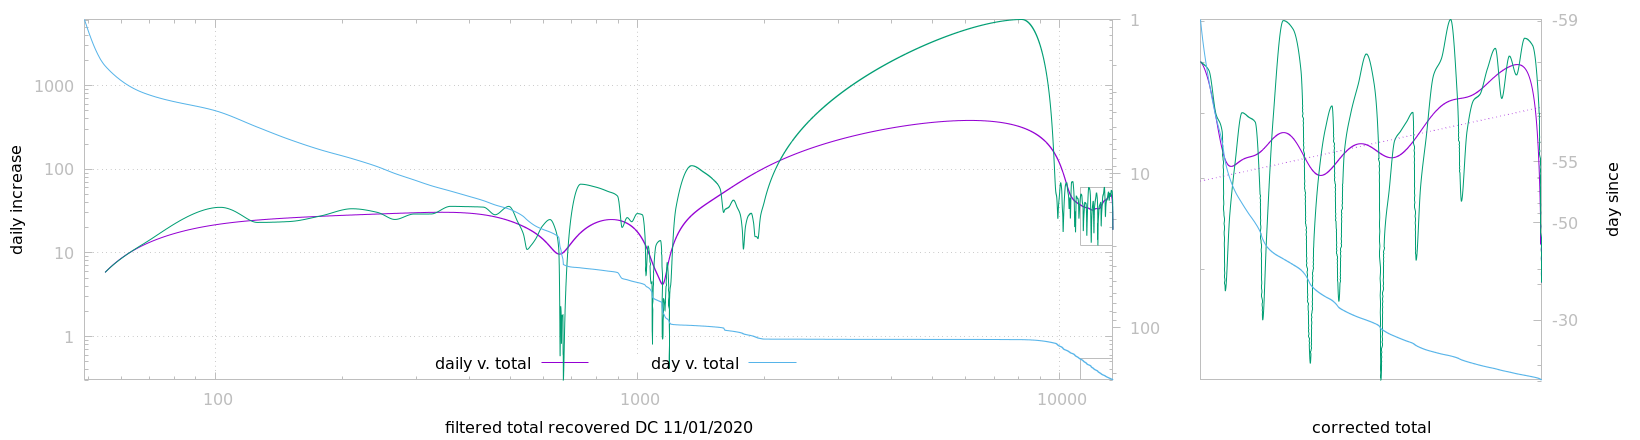 1
-59
1000
daily increase
100
10
-55
day since
10
-50
1
100
-30
daily v. total
day v. total
100
1000
10000
filtered total recovered DC 11/01/2020
corrected total